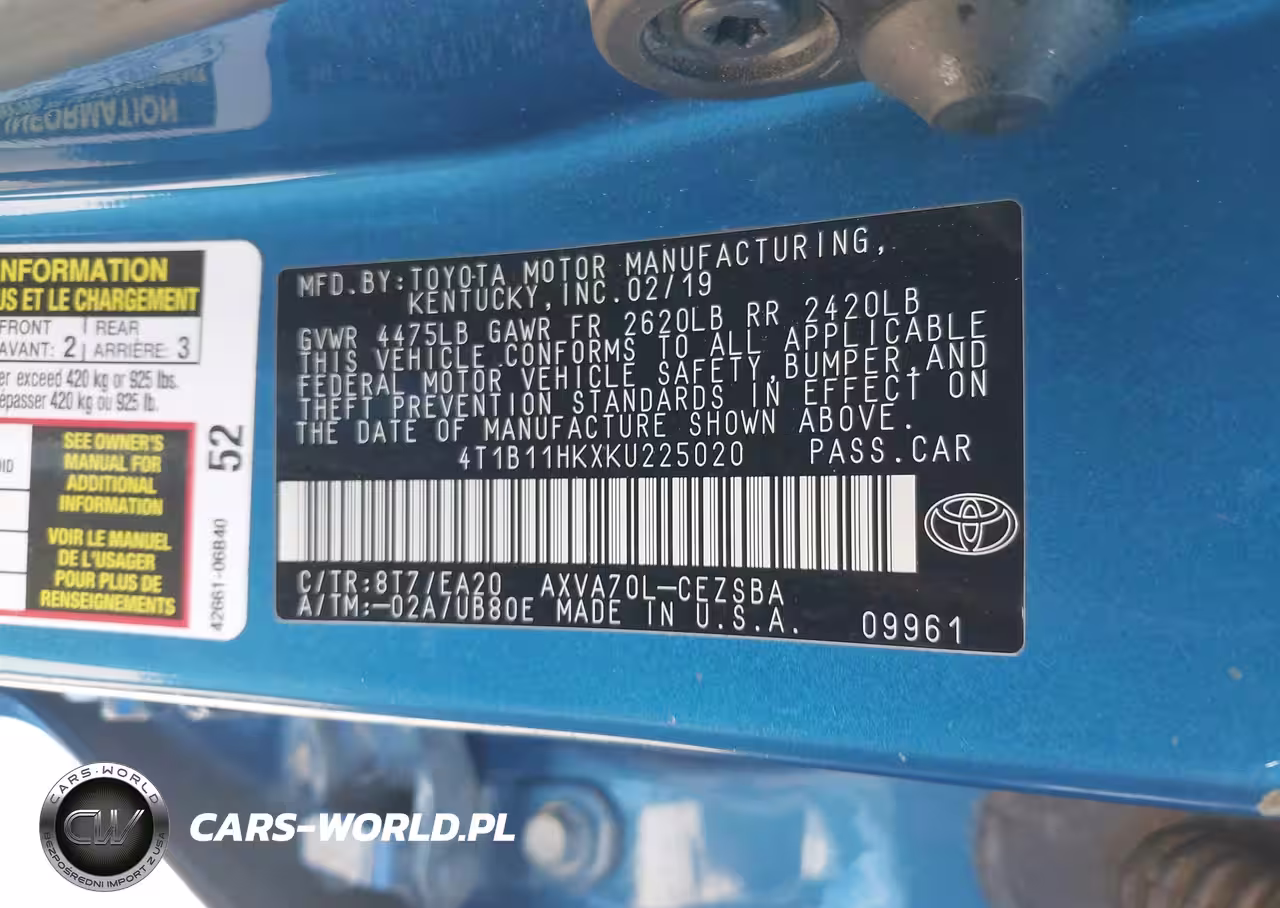 INFORMATION
NFORMATION
US ET LE CHARGEMENT
FRONT REAR
AVANT: 2 ARRIÈRE: 3
er exceed 420 kg or 925 lbs.
épasser 420 kg ou 925 lb.
SEE OWNER'S
MANUAL FOR
ADDITIONAL
INFORMATION
VOIR LE MANUEL
DE L'USAGER
POUR PLUS DE
RENSEIGNEMENTS
52
42661-06B40
MFD.BY:TOYOTA MOTOR MANUFACTURING,
KENTUCKY,INC.02/19
GVWR 4475LB GAWR FR 2620LB RR 2420LB
THIS VEHICLE CONFORMS TO ALL APPLICABLE
FEDERAL MOTOR VEHICLE SAFETY,BUMPER,AND
THEFT PREVENTION STANDARDS IN EFFECT ON
THE DATE OF MANUFACTURE SHOWN ABOVE.
4T1B11HKXKU225020 PASS.CAR
C/TR:8T7/EA20 AXVA70L-CEZSBA
A/TM:-02A/UB80E MADE IN U.S.A. 09961
CARS-WORLD
CW
BEZPOŚREDNI IMPORT Z USA
CARS-WORLD.PL